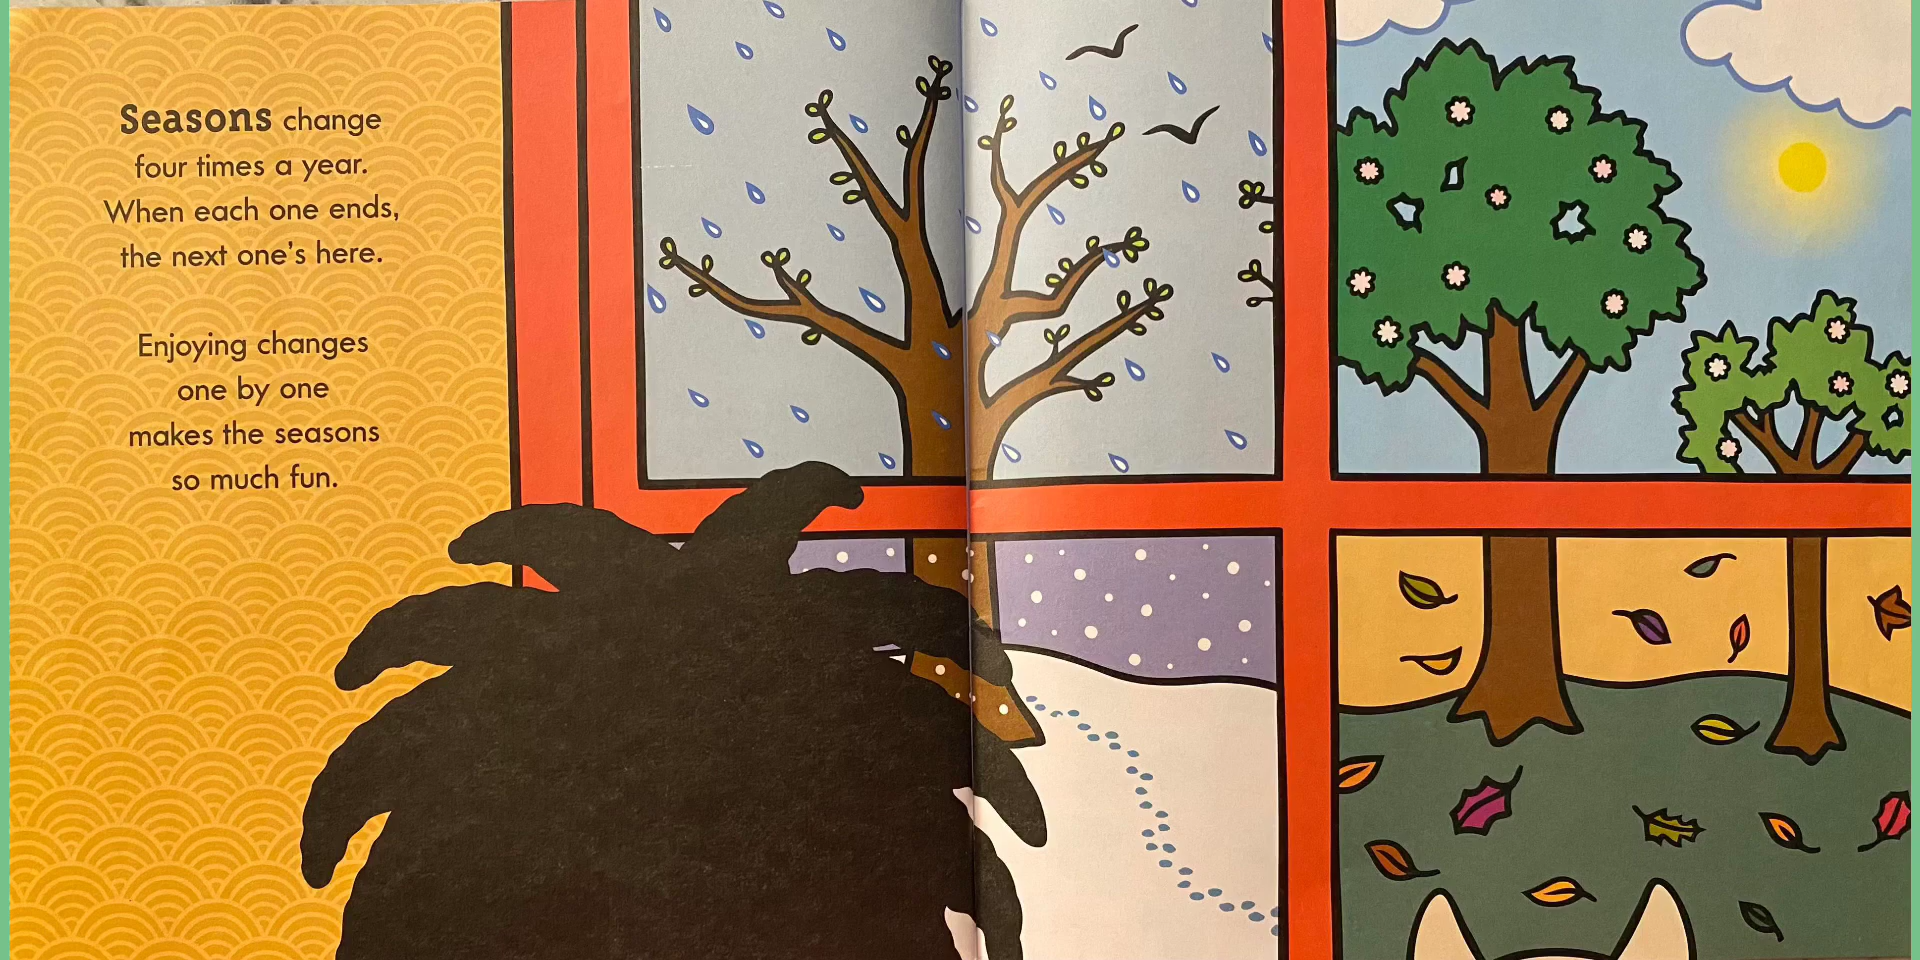 Seasons change
four times a year.
When each one ends,
the next one's here.
Enjoying changes
one by one
makes the seasons
so much fun.